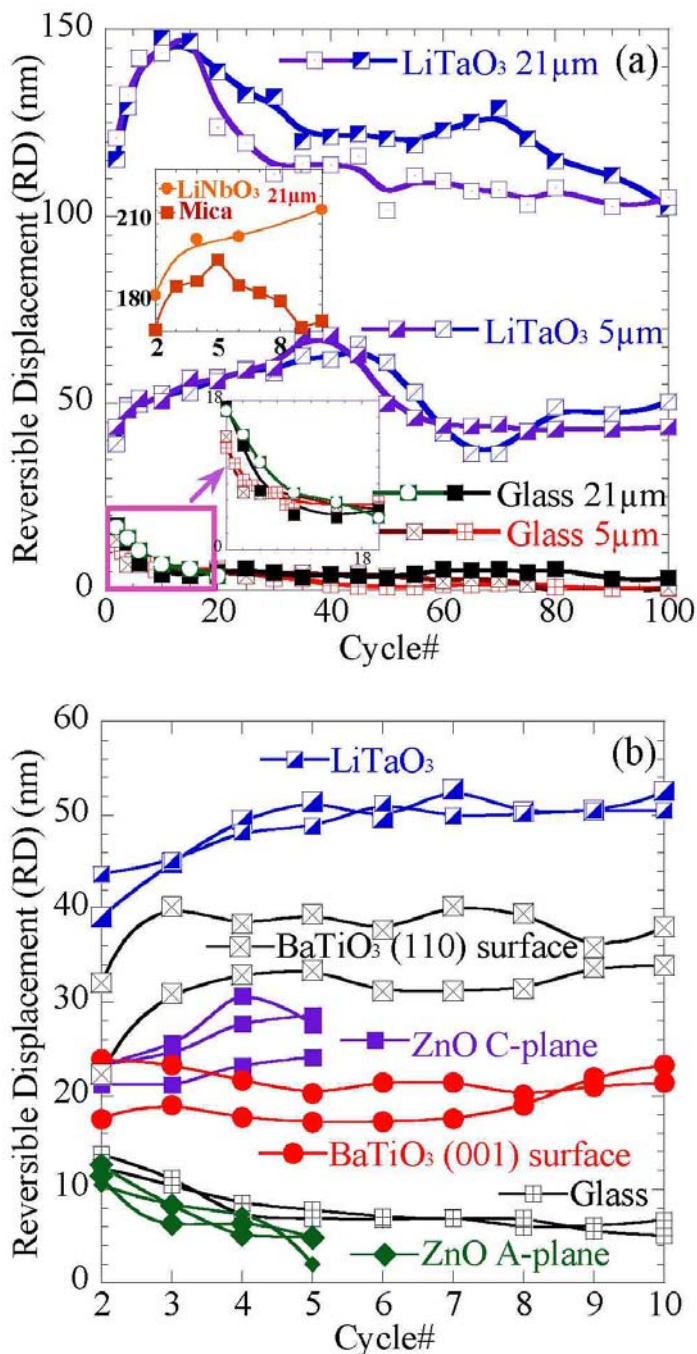 150
LiTaO₃ 21µm
(a)
LiNbO₃
21µm
Mica
210
180
2
5
8
100
LiTaO₃ 5µm
50
18
0
18
Glass 21µm
Glass 5µm
0
0 20 40 60 80 100
Cycle#
Reversible Displacement (RD) (nm)
60
(b)
LiTaO₃
50
40
BaTiO₃ (110) surface
30
ZnO C-plane
20
BaTiO₃ (001) surface
Glass
10
ZnO A-plane
0
2 3 4 5 6 7 8 9 10
Cycle#
Reversible Displacement (RD) (nm)